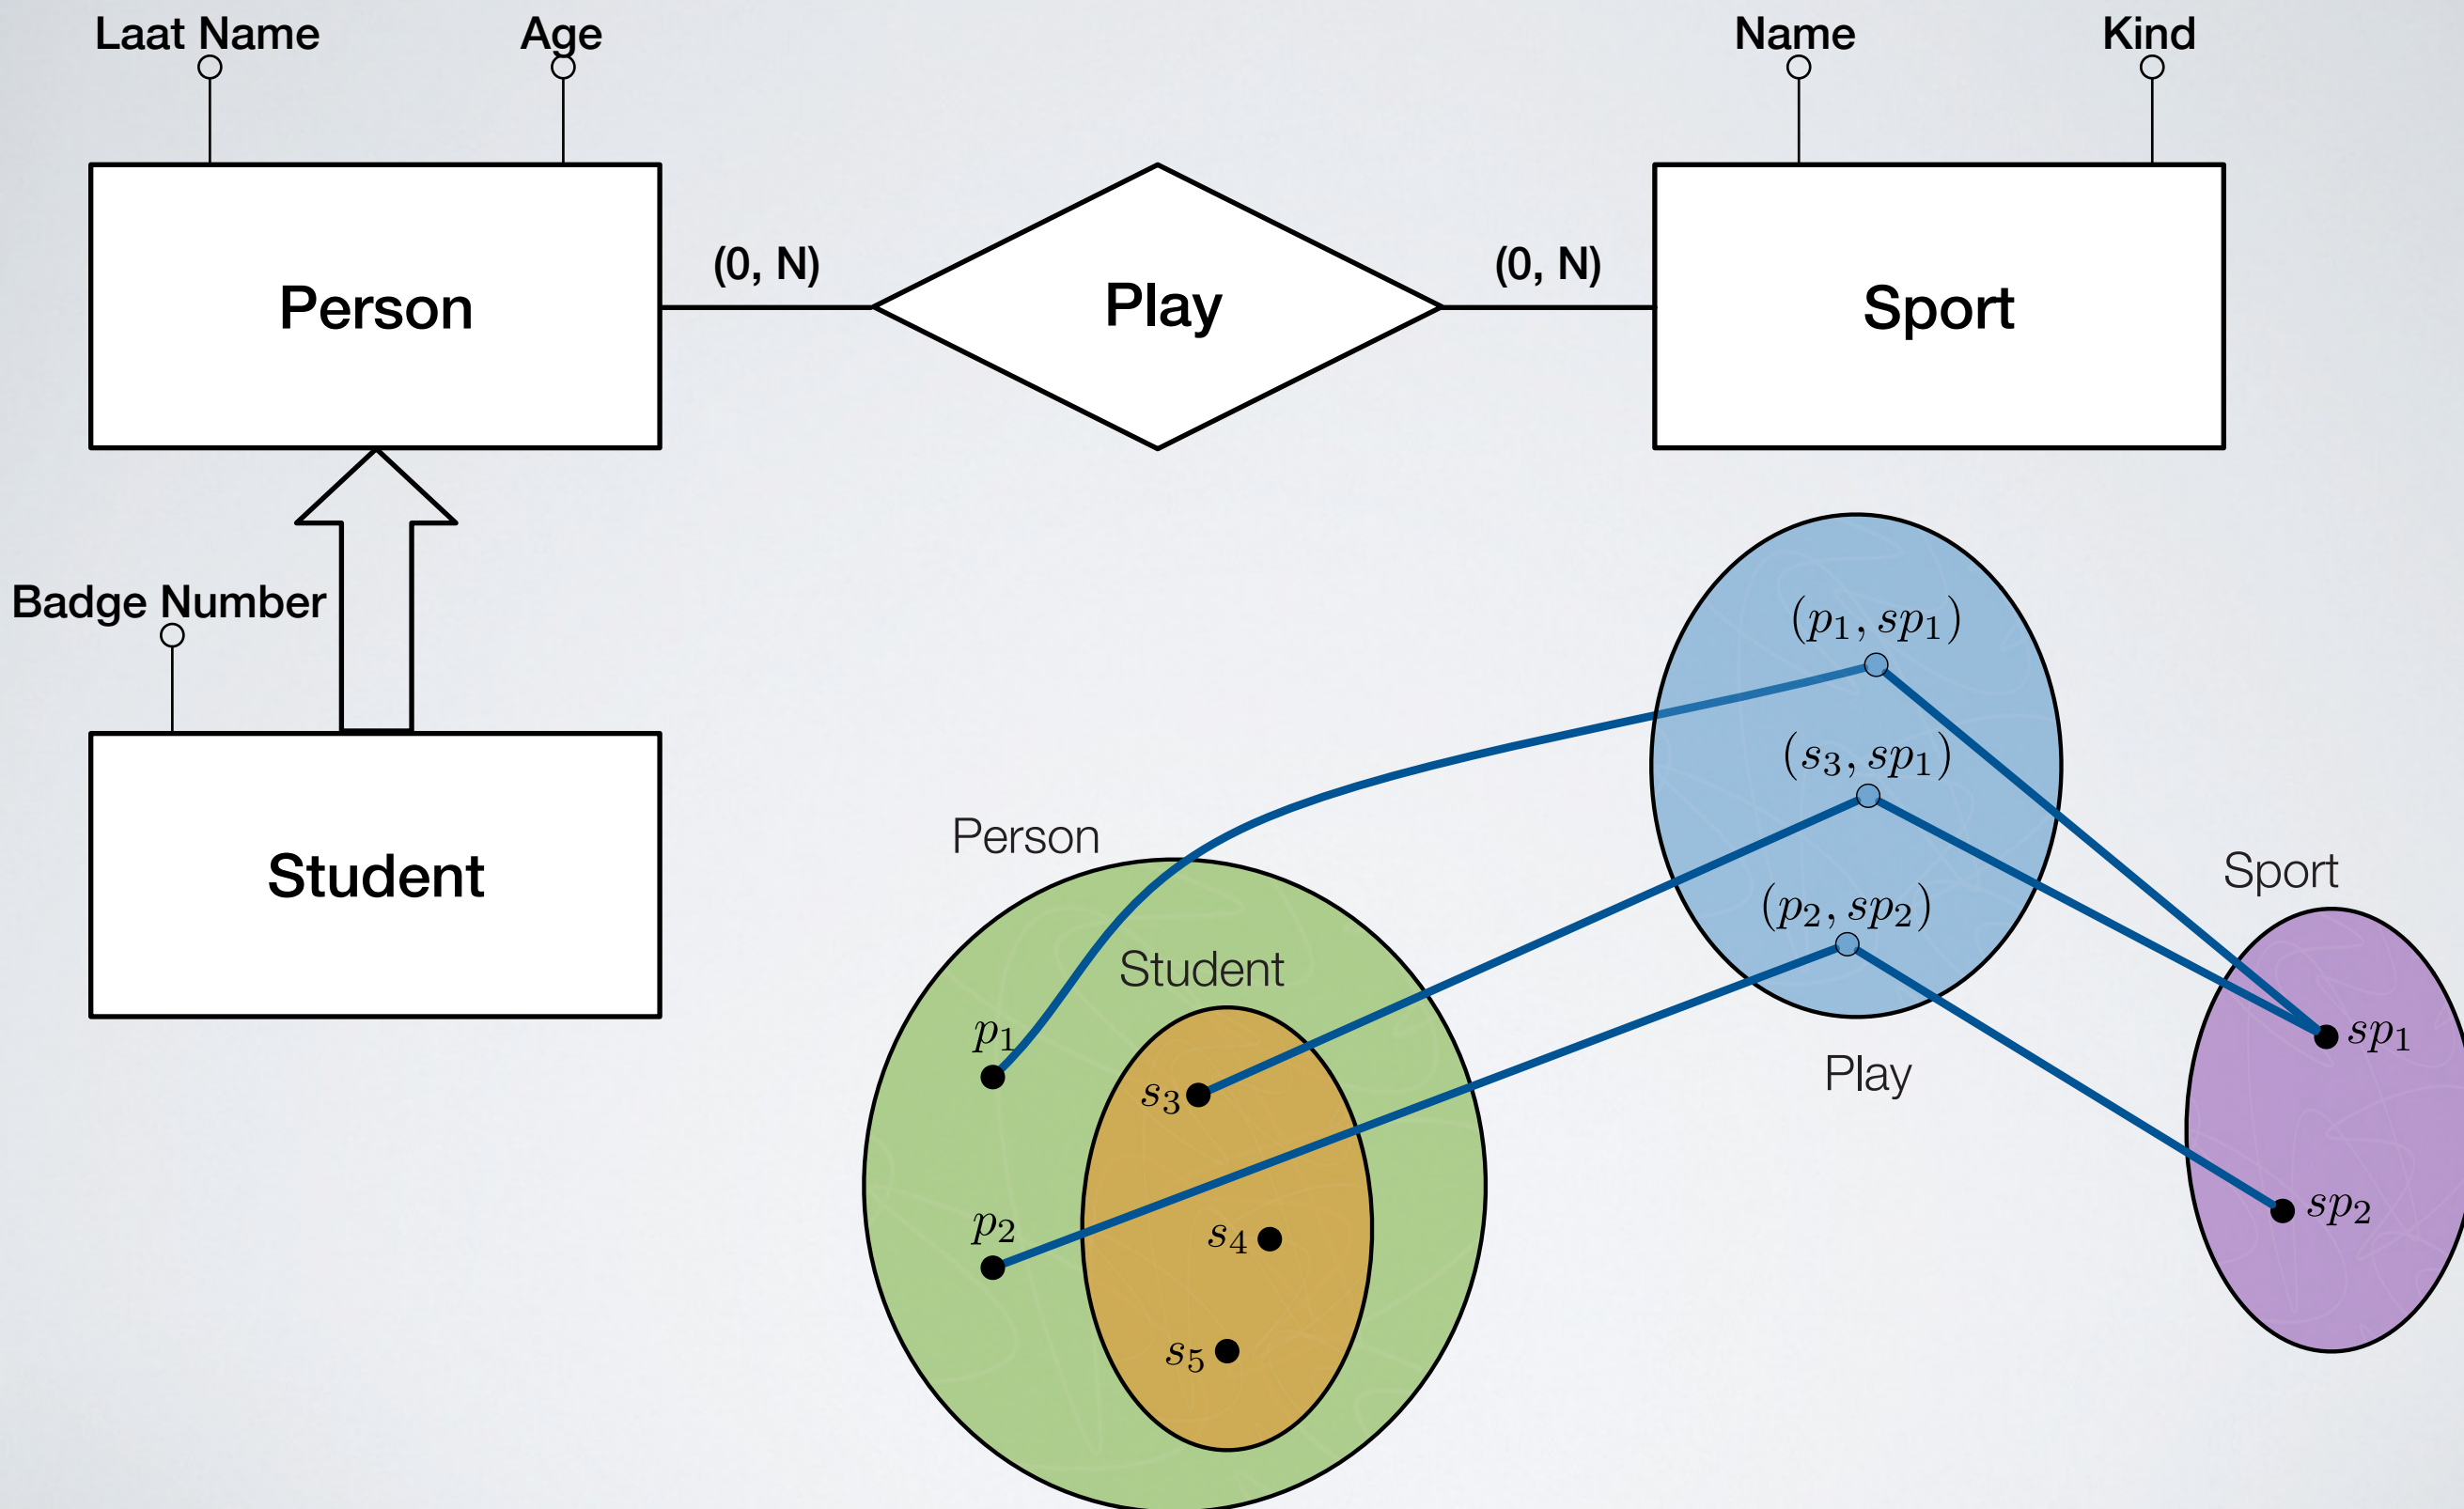 Laat Name
Age
Name
Kind
Person
(0, N)
Play
(0, N)
Sport
Badge Number
Student
(p₁, sp₁)
(s₃, sp₁)
(p₂, sp₂)
Person
Sport
Student
p₁
s₃
Play
sp₁
p₂
s₄
sp₂
s₅